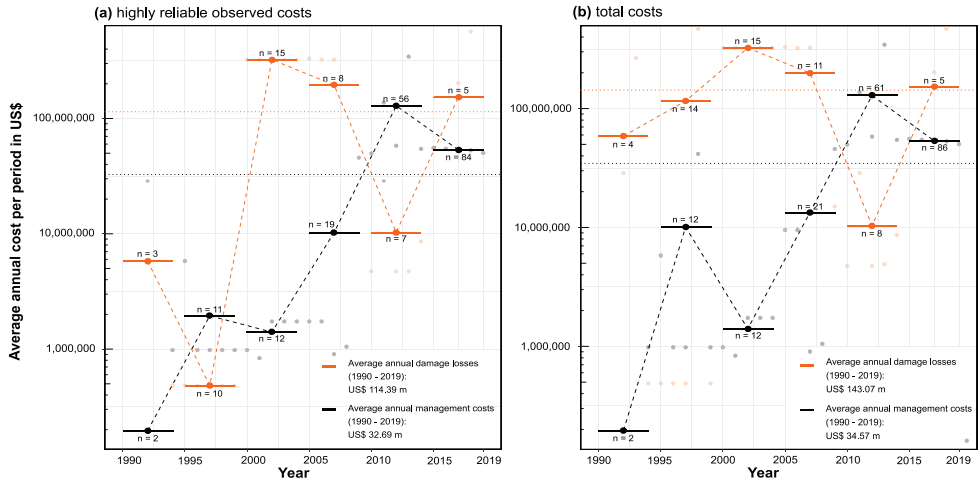 (a) highly reliable observed costs
(b) total costs
Average annual cost per period in US$
100,000,000
10,000,000
1,000,000
n = 3
n = 10
n = 15
n = 8
n = 7
n = 5
n = 2
n = 11
n = 12
n = 19
n = 56
n = 84
Average annual damage losses
(1990 - 2019):
US$ 114.39 m
Average annual management costs
(1990 - 2019):
US$ 32.69 m
1990
1995
2000
2005
2010
2015
2019
Year
100,000,000
10,000,000
1,000,000
n = 4
n = 14
n = 15
n = 11
n = 8
n = 5
n = 2
n = 12
n = 12
n = 21
n = 61
n = 86
Average annual damage losses
(1990 - 2019):
US$ 143.07 m
Average annual management costs
(1990 - 2019):
US$ 34.57 m
1990
1995
2000
2005
2010
2015
2019
Year